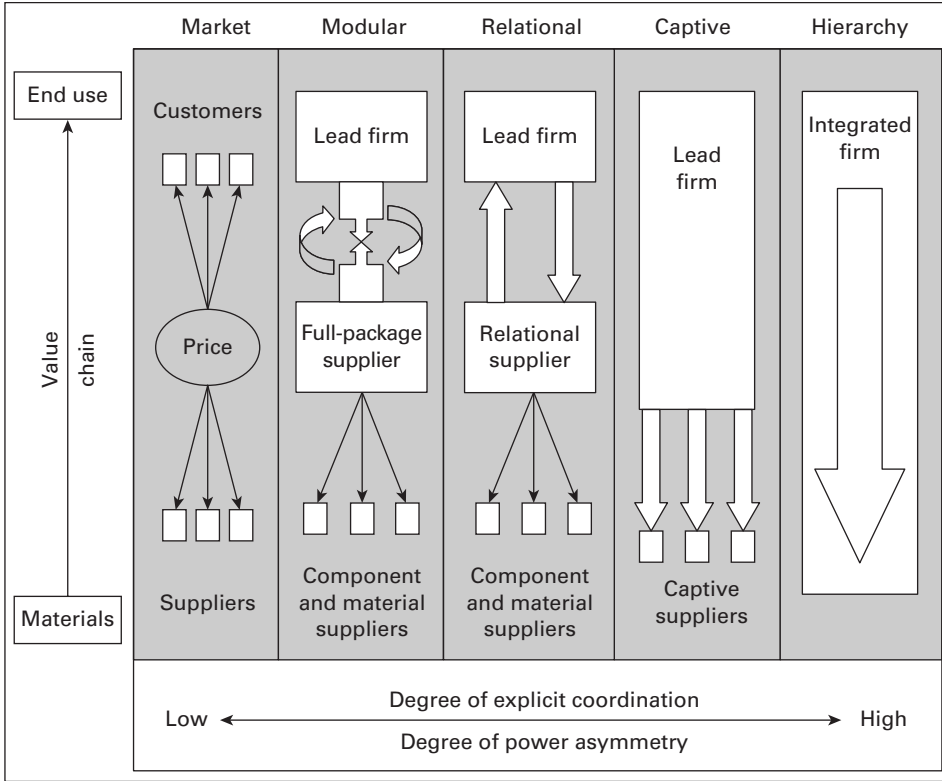 Market
Modular
Relational
Captive
Hierarchy
End use
Value
chain
Materials
Customers
Price
Suppliers
Lead firm
Full-package
supplier
Component
and material
suppliers
Lead firm
Relational
supplier
Component
and material
suppliers
Lead
firm
Captive
suppliers
Integrated
firm
Degree of explicit coordination
Low
High
Degree of power asymmetry